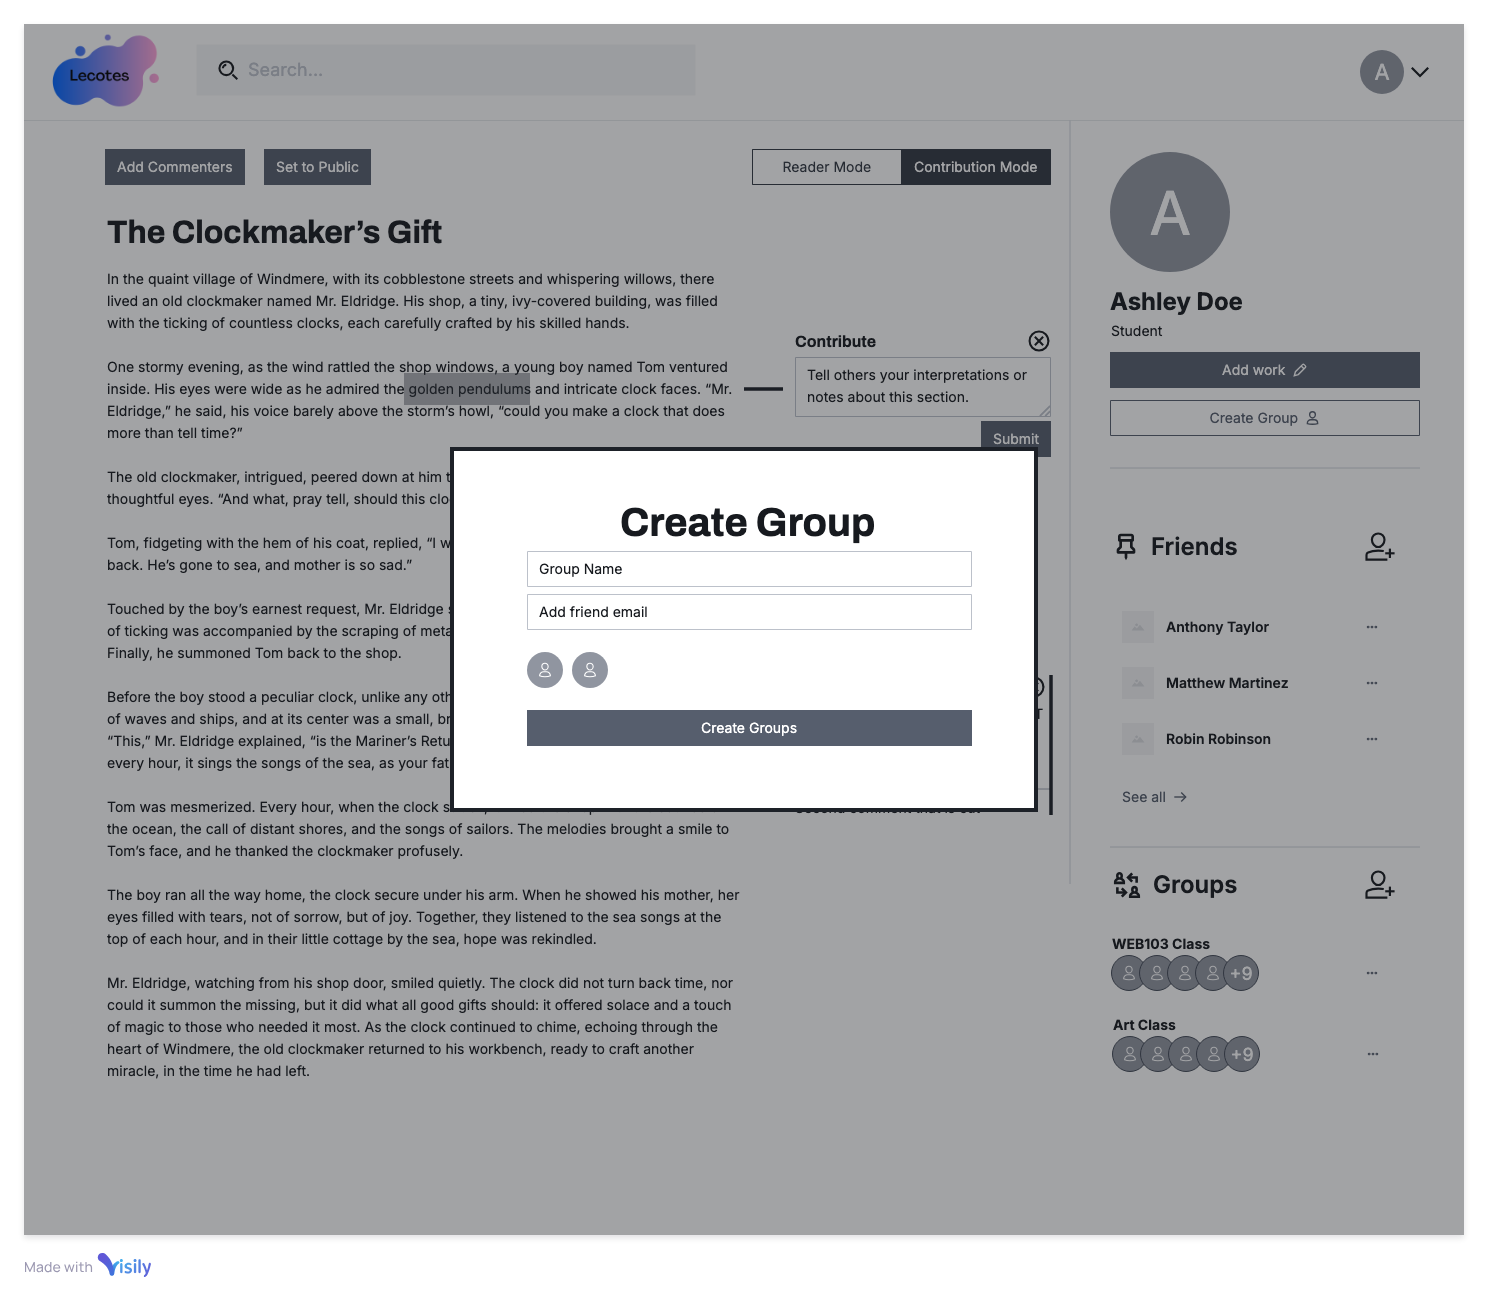 Lecotes
Search...
A
Add Commenters
Set to Public
Reader Mode
Contribution Mode
The Clockmaker’s Gift
In the quaint village of Windmere, with its cobblestone streets and whispering willows, there
lived an old clockmaker named Mr. Eldridge. His shop, a tiny, ivy-covered building, was filled
with the ticking of countless clocks, each carefully crafted by his skilled hands.
One stormy evening, as the wind rattled the shop windows, a young boy named Tom ventured
inside. His eyes were wide as he admired the golden pendulums and intricate clock faces. “Mr.
Eldridge,” he said, his voice barely above the storm’s howl, “could you make a clock that does
more than tell time?”
The old clockmaker, intrigued, peered down at him
thoughtful eyes. “And what, pray tell, should this
Tom, fidgeting with the hem of his coat, replied, “I
back. He’s gone to sea, and mother is so sad.”
Touched by the boy’s earnest request, Mr. Eldridge
of ticking was accompanied by the scraping of
Finally, he summoned Tom back to the shop.
Before the boy stood a peculiar clock, unlike any
of waves and ships, and at its center was a small,
“This,” Mr. Eldridge explained, “is the Mariner’s
every hour, it sings the songs of the sea, as your
Tom was mesmerized. Every hour, when the clock
the ocean, the call of distant shores, and the songs of sailors. The melodies brought a smile to
Tom’s face, and he thanked the clockmaker profusely.
The boy ran all the way home, the clock secure under his arm. When he showed his mother, her
eyes filled with tears, not of sorrow, but of joy. Together, they listened to the sea songs at the
top of each hour, and in their little cottage by the sea, hope was rekindled.
Mr. Eldridge, watching from his shop door, smiled quietly. The clock did not turn back time, nor
could it summon the missing, but it did what all good gifts should: it offered solace and a touch
of magic to those who needed it most. As the clock continued to chime, echoing through the
heart of Windmere, the old clockmaker returned to his workbench, ready to craft another
miracle, in the time he had left.
Contribute
Tell others your interpretations or
notes about this section.
Submit
Create Group
Group Name
Add friend email
Create Groups
A
Ashley Doe
Student
Add work
Create Group
Friends
Anthony Taylor
Matthew Martinez
Robin Robinson
See all
Groups
WEB103 Class
+9
Art Class
+9
Made with Visily